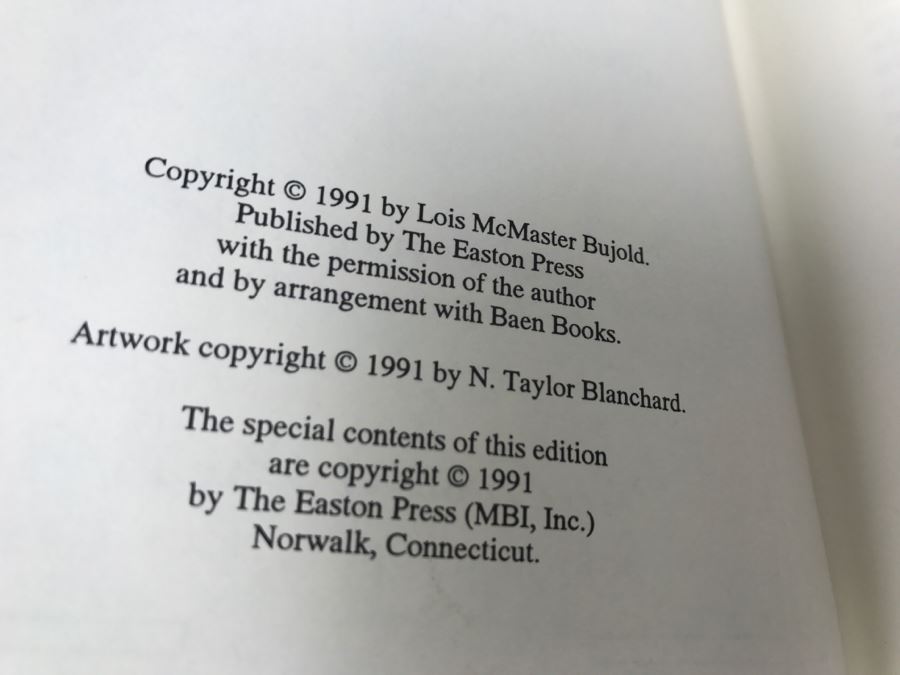 Copyright © 1991 by Lois McMaster Bujold.
Published by The Easton Press
with the permission of the author
and by arrangement with Baen Books.
Artwork copyright © 1991 by N. Taylor Blanchard.
The special contents of this edition
are copyright © 1991
by The Easton Press (MBI, Inc.)
Norwalk, Connecticut.